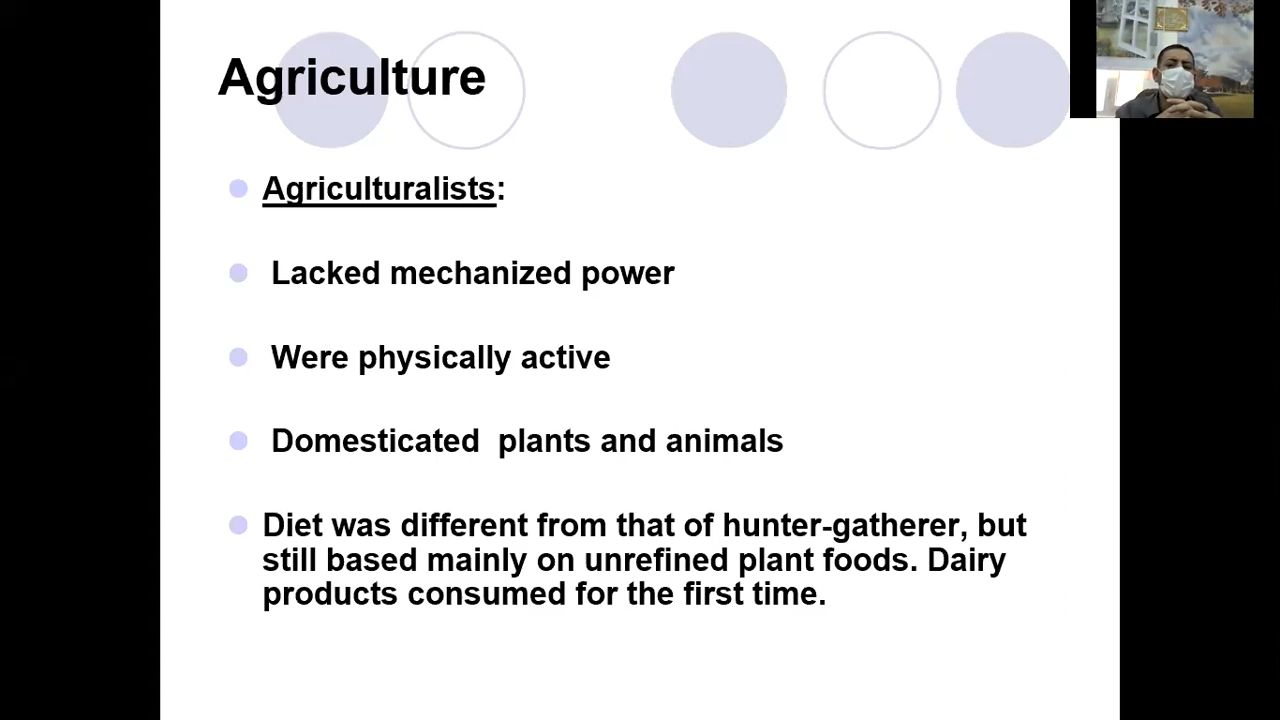 Agriculture
Agriculturalists:
Lacked mechanized power
Were physically active
Domesticated  plants and animals
Diet was different from that of hunter-gatherer, but
still based mainly on unrefined plant foods. Dairy
products consumed for the first time.